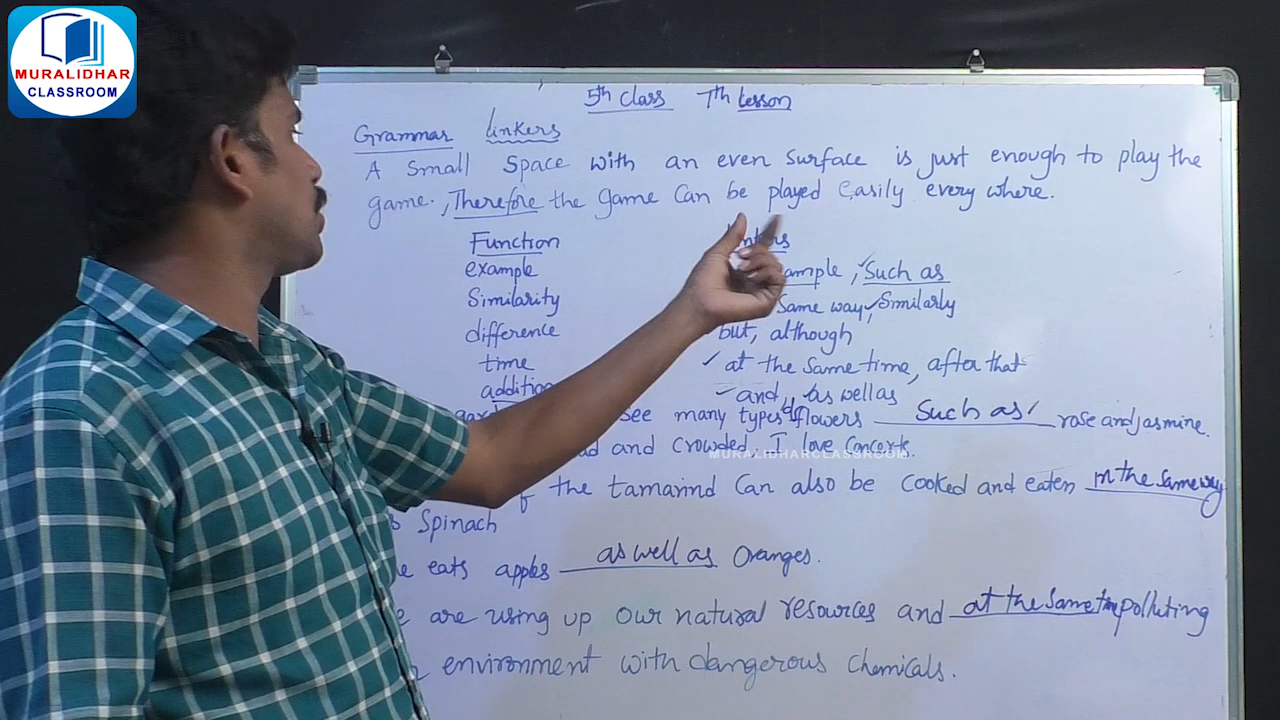 MURALIDHAR
CLASSROOM
5th class 7th lesson
Grammar linkers
A small space with an even surface is just enough to play the
game. , Therefore the game can be played easily every where.
Function
example ample, such as
Similarity same way, Similarly
difference but, although
time at the same time, after that
addition and, as well as
see many types of flowers such as rose and jasmine.
and crowded. I love concerts.
MURALIDHARCLASSROOM
the tamarind can also be cooked and eaten in the same way
Spinach
eats apples as well as oranges.
are using up our natural resources and at the same time polluting
environment with dangerous chemicals.